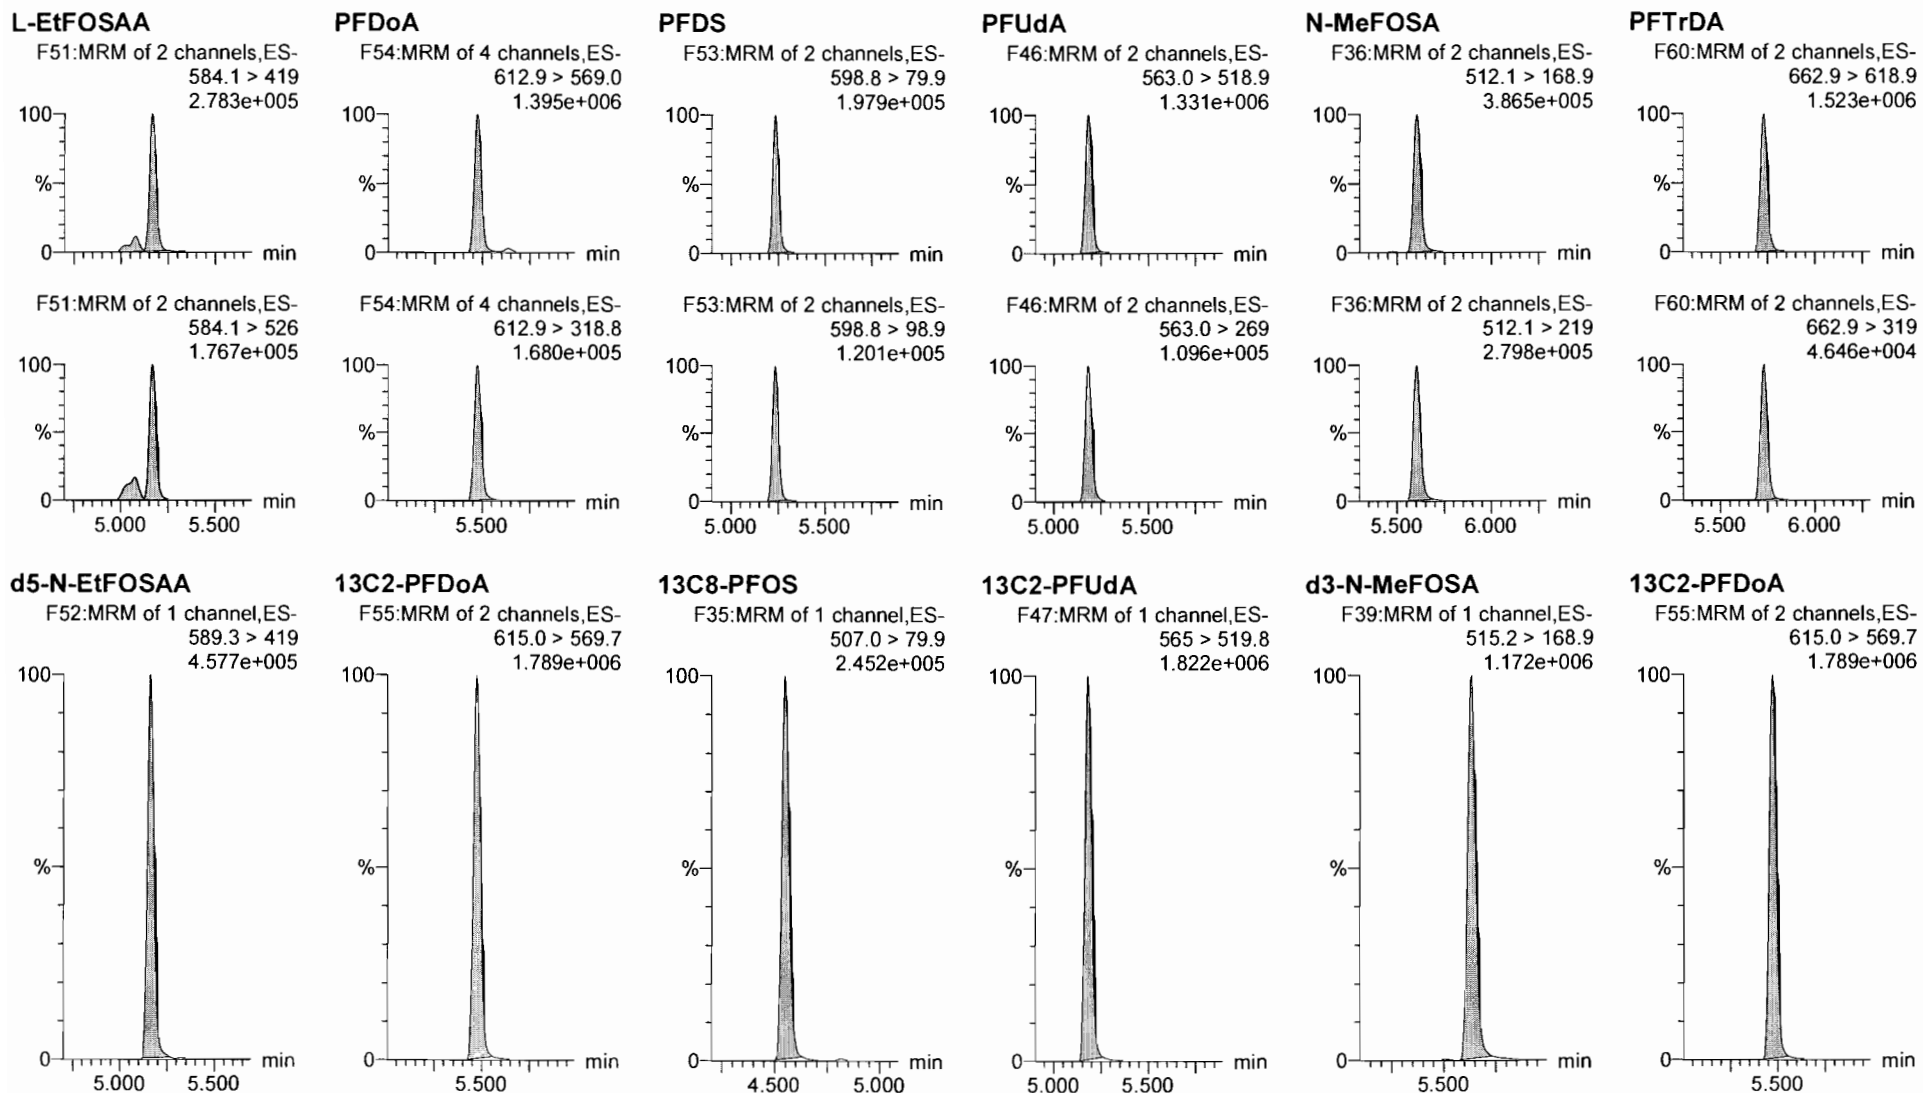 L-EtFOSAA
F51:MRM of 2 channels,ES-
584.1 > 419
2.783e+005
100
%
0
min
F51:MRM of 2 channels,ES-
584.1 > 526
1.767e+005
100
%
0
min
5.000 5.500
PFDoA
F54:MRM of 4 channels,ES-
612.9 > 569.0
1.395e+006
100
%
0
min
F54:MRM of 4 channels,ES-
612.9 > 318.8
1.680e+005
100
%
0
min
5.500
PFDS
F53:MRM of 2 channels,ES-
598.8 > 79.9
1.979e+005
100
%
0
min
F53:MRM of 2 channels,ES-
598.8 > 98.9
1.201e+005
100
%
0
min
5.000 5.500
PFUdA
F46:MRM of 2 channels,ES-
563.0 > 518.9
1.331e+006
100
%
0
min
F46:MRM of 2 channels,ES-
563.0 > 269
1.096e+005
100
%
0
min
5.000 5.500
N-MeFOSA
F36:MRM of 2 channels,ES-
512.1 > 168.9
3.865e+005
100
%
0
min
F36:MRM of 2 channels,ES-
512.1 > 219
2.798e+005
100
%
0
min
5.500 6.000
PFTrDA
F60:MRM of 2 channels,ES-
662.9 > 618.9
1.523e+006
100
%
0
min
F60:MRM of 2 channels,ES-
662.9 > 319
4.646e+004
100
%
0
min
5.500 6.000
d5-N-EtFOSAA
F52:MRM of 1 channel,ES-
589.3 > 419
4.577e+005
100
%
0
min
5.000 5.500
13C2-PFDoA
F55:MRM of 2 channels,ES-
615.0 > 569.7
1.789e+006
100
%
0
min
5.500
13C8-PFOS
F35:MRM of 1 channel,ES-
507.0 > 79.9
2.452e+005
100
%
0
min
4.500 5.000
13C2-PFUdA
F47:MRM of 1 channel,ES-
565 > 519.8
1.822e+006
100
%
0
min
5.000 5.500
d3-N-MeFOSA
F39:MRM of 1 channel,ES-
515.2 > 168.9
1.172e+006
100
%
0
min
5.500
13C2-PFDoA
F55:MRM of 2 channels,ES-
615.0 > 569.7
1.789e+006
100
%
0
min
5.500